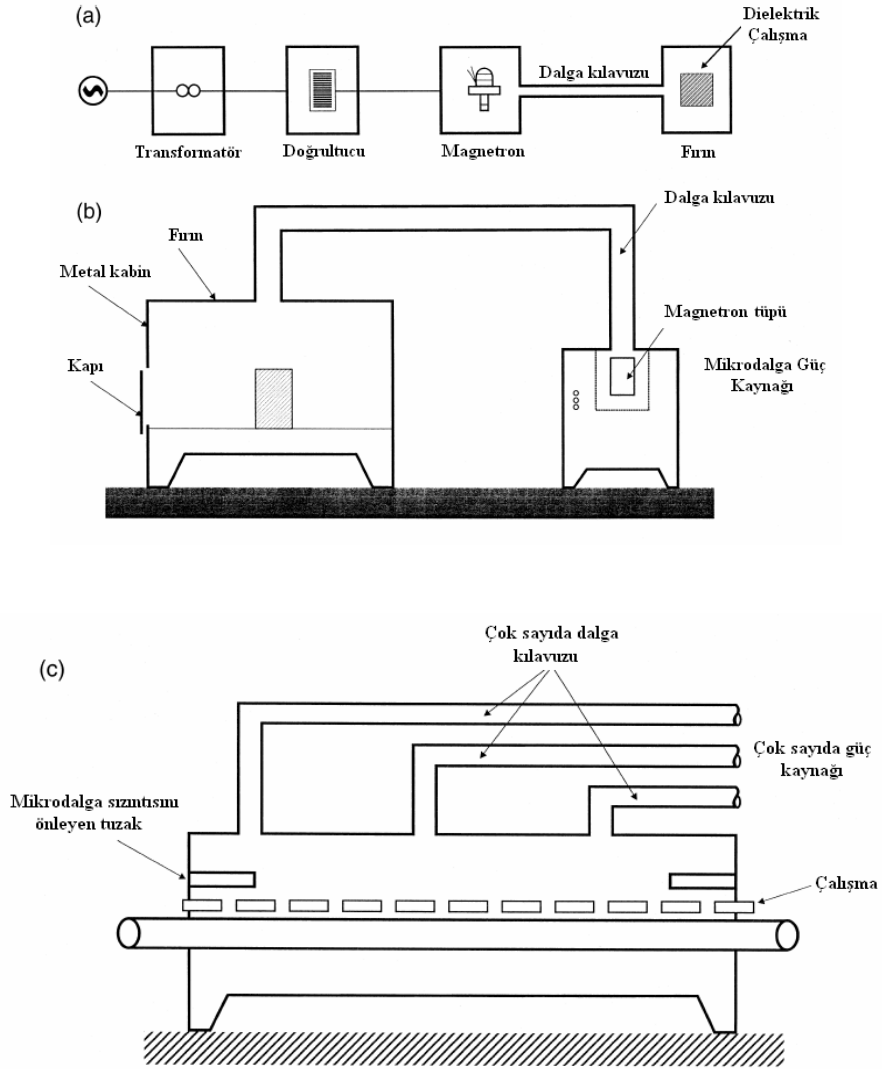 (a)
Dielektrik
Çalışma
Dalga kılavuzu
Transformatör
Doğrultucu
Magnetron
Fırın
(b)
Dalga kılavuzu
Fırın
Metal kabin
Magnetron tüpü
Kapı
Mikrodalga Güç
Kaynağı
Çok sayıda dalga
kılavuzu
(c)
Çok sayıda güç
kaynağı
Mikrodalga sızıntısını
önleyen tuzak
Çalışma